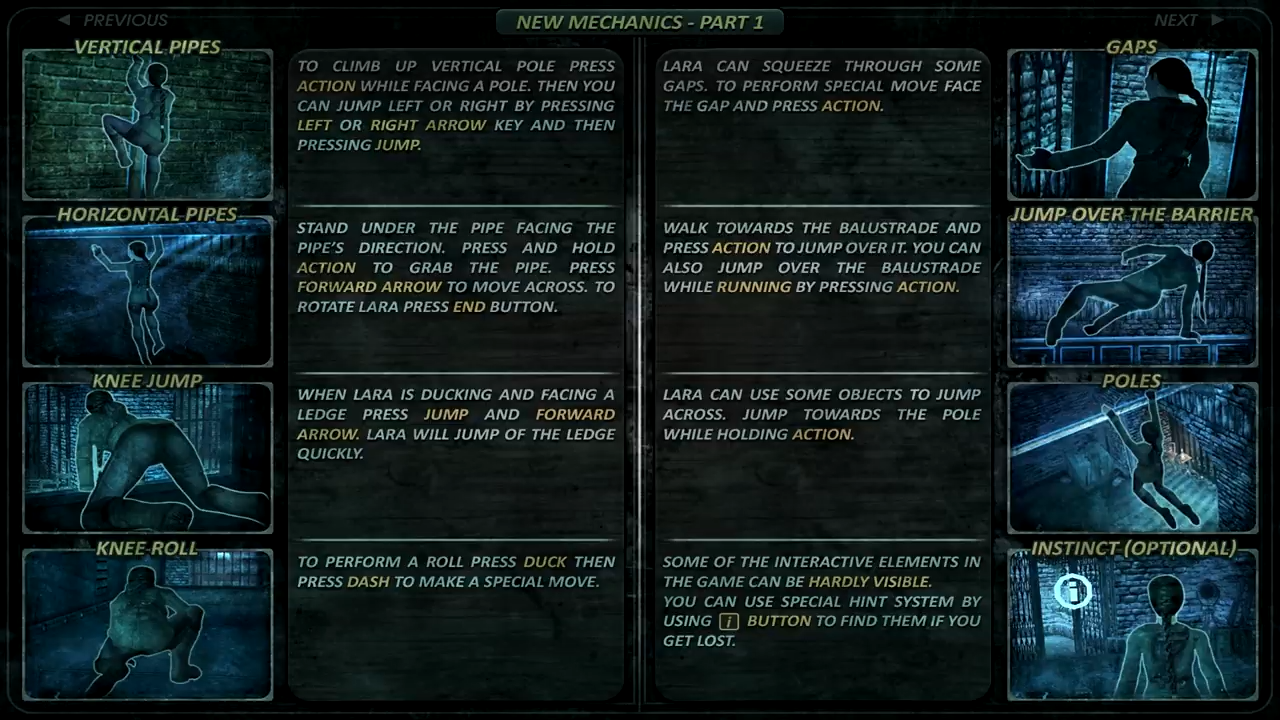 PREVIOUS
NEW MECHANICS - PART 1
NEXT
VERTICAL PIPES
TO CLIMB UP VERTICAL POLE PRESS
ACTION WHILE FACING A POLE. THEN YOU
CAN JUMP LEFT OR RIGHT BY PRESSING
LEFT OR RIGHT ARROW KEY AND THEN
PRESSING JUMP.
HORIZONTAL PIPES
STAND UNDER THE PIPE FACING THE
PIPE'S DIRECTION. PRESS AND HOLD
ACTION TO GRAB THE PIPE. PRESS
FORWARD ARROW TO MOVE ACROSS. TO
ROTATE LARA PRESS END BUTTON.
KNEE JUMP
WHEN LARA IS DUCKING AND FACING A
LEDGE PRESS JUMP AND FORWARD
ARROW. LARA WILL JUMP OF THE LEDGE
QUICKLY.
KNEE ROLL
TO PERFORM A ROLL PRESS DUCK THEN
PRESS DASH TO MAKE A SPECIAL MOVE.
GAPS
LARA CAN SQUEEZE THROUGH SOME
GAPS. TO PERFORM SPECIAL MOVE FACE
THE GAP AND PRESS ACTION.
JUMP OVER THE BARRIER
WALK TOWARDS THE BALUSTRADE AND
PRESS ACTION TO JUMP OVER IT. YOU CAN
ALSO JUMP OVER THE BALUSTRADE
WHILE RUNNING BY PRESSING ACTION.
POLES
LARA CAN USE SOME OBJECTS TO JUMP
ACROSS. JUMP TOWARDS THE POLE
WHILE HOLDING ACTION.
INSTINCT (OPTIONAL)
SOME OF THE INTERACTIVE ELEMENTS IN
THE GAME CAN BE HARDLY VISIBLE.
YOU CAN USE SPECIAL HINT SYSTEM BY
USING i BUTTON TO FIND THEM IF YOU
GET LOST.
i